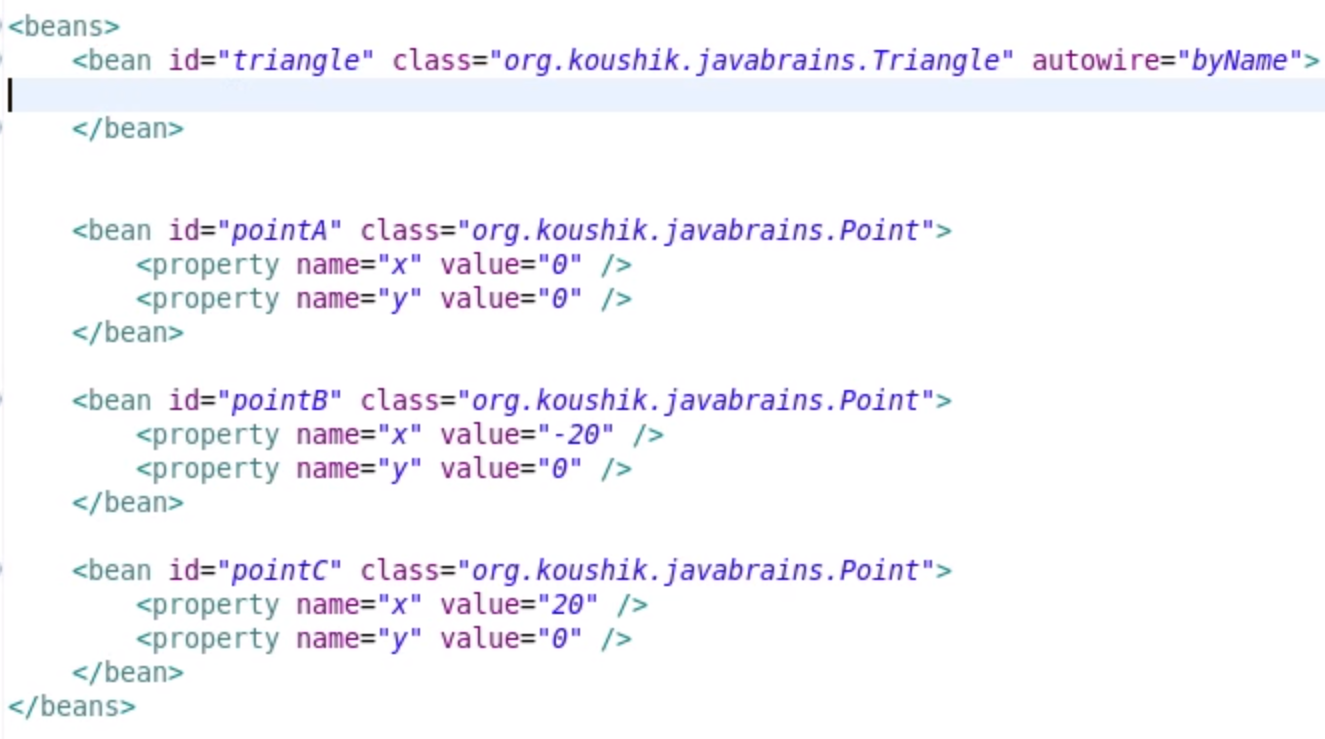 <beans>
<bean id="triangle" class="org.koushik.javabrains.Triangle" autowire="byName">
</bean>
<bean id="pointA" class="org.koushik.javabrains.Point">
<property name="x" value="0" />
<property name="y" value="0" />
</bean>
<bean id="pointB" class="org.koushik.javabrains.Point">
<property name="x" value="-20" />
<property name="y" value="0" />
</bean>
<bean id="pointC" class="org.koushik.javabrains.Point">
<property name="x" value="20" />
<property name="y" value="0" />
</bean>
</beans>